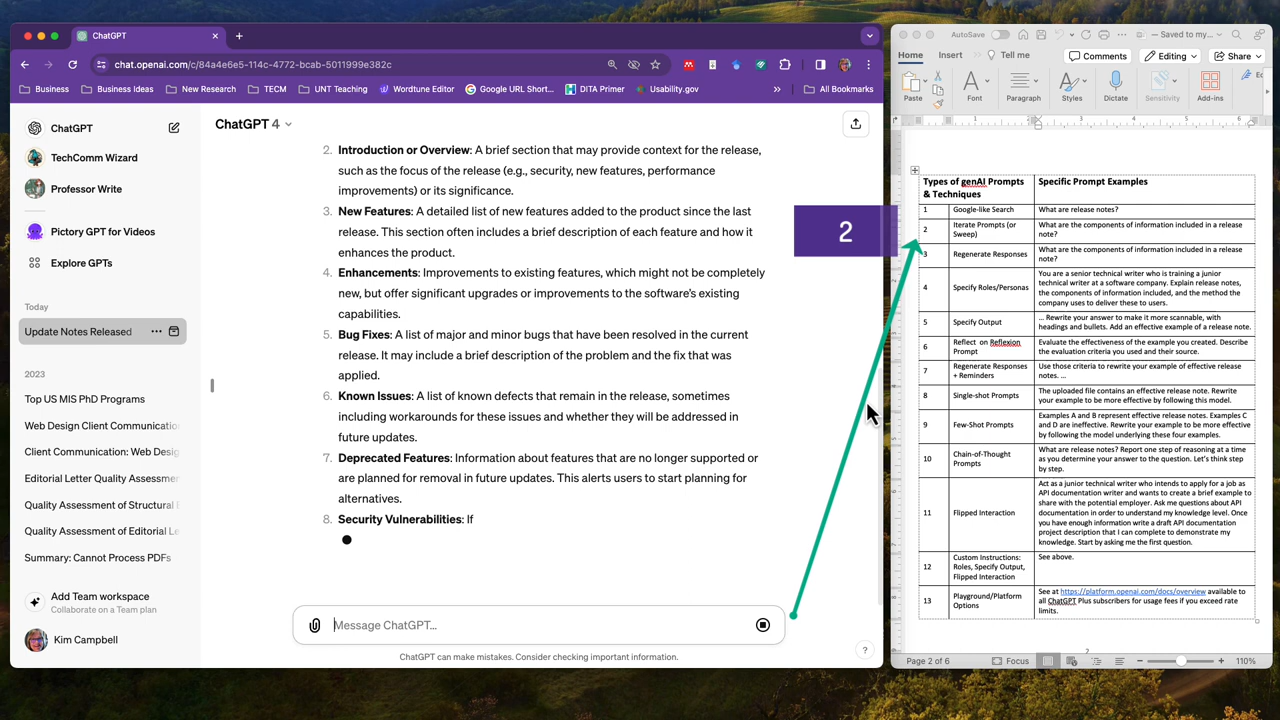 ChatGPT
chat.openai.com/c/844e6e5-114c-4772-bcab-5011999e382c
Business
Business Ideas
New Research
TECM
Sci Teaching
Wordtune Editor
Google URL Short...
DITA Primer
Usability.gov
All Bookmarks
ChatGPT
TechComm Wizard
Professor Write
Pictory GPT for Videos
Explore GPTs
Today
Update Notes Released
2023
Top US MIS PhD Programs
Web Design Client Communicatio
Client Communication: Web Desig
Editorial Letter Quality Assessmen
Quality Assessment of Structural E
Quality Assessment of Editorial Le
Summary: Cannot Process PDFs
Add Team workspace
Collaborate on a Team plan
Kim Campbell
ChatGPT 4
2. Introduction or Overview: A brief section that may provide context for the release,
such as the focus of the release (e.g., security, new features, performance
improvements) or its significance.
3. New Features: A detailed list of new features added to the product since the last
release. This section often includes a brief description of each feature and how it
enhances the product.
4. Enhancements: Improvements to existing features, which might not be completely
new, but offer significant upgrades or improvements to the software's existing
capabilities.
5. Bug Fixes: A list of major and minor bugs that have been resolved in the current
release. It may include a brief description of the problem and the fix that was
applied.
6. Known Issues: A list of known defects that remain in the release, sometimes
including workarounds for these issues and whether they will be addressed in
future updates.
7. Deprecated Features: Information about features that are no longer supported or
are planned for removal in future updates. This alerts users to start planning for
alternatives.
8. Security Vulnerabilities: If
Message ChatGPT...
ChatGPT can make mistakes. Consider checking important information.
?
2
AutoSave
— Saved to my...
Home
Insert
Tell me
Comments
Editing
Share
Paste
Font
Paragraph
Styles
Dictate
Sensitivity
Add-ins
Types of genAI Prompts
& Techniques
Specific Prompt Examples
1 Google-like Search What are release notes?
2 Iterate Prompts (or
Sweep)
What are the components of information included in a release
note?
3 Regenerate Responses
What are the components of information included in a release
note?
4 Specify Roles/Personas
You are a senior technical writer who is training a junior
technical writer at a software company. Explain release notes,
the components of information included, and the method the
company uses to deliver these to users.
5 Specify Output
... Rewrite your answer to make it more scannable, with
headings and bullets. Add an effective example of a release note.
6 Reflect on Reflexion
Prompt
Evaluate the effectiveness of the example you created. Describe
the evaluation criteria you used and their source.
7 Regenerate Responses
+ Reminders
Use those criteria to rewrite your example of effective release
notes. ...
8 Single-shot Prompts
The uploaded file contains an effective release note. Rewrite
your example to be more effective by following this model.
9 Few-Shot Prompts
Examples A and B represent effective release notes. Examples C
and D are ineffective. Rewrite your example to be more effective
by following the model underlying these four examples.
10 Chain-of-Thought
Prompts
What are release notes? Report one step of reasoning at a time
as you determine your answer to the question. Let's think step
by step.
11 Flipped Interaction
Act as a junior technical writer who intends to apply for a job as
API documentation writer and wants to create a brief example to
share with the potential employer. Ask me questions about API
documentation in order to understand my knowledge level. Once
you have enough information write a draft API documentation
project description that I can complete to demonstrate my
knowledge. Start by asking me the first question.
12 Custom Instructions:
Roles, Specify Output,
Flipped Interaction
See above.
13 Playground/Platform
Options
See at https://platform.openai.com/docs/overview available to
all ChatGPT Plus subscribers for usage fees if you exceed rate
limits.
Page 2 of 6
Focus
110%